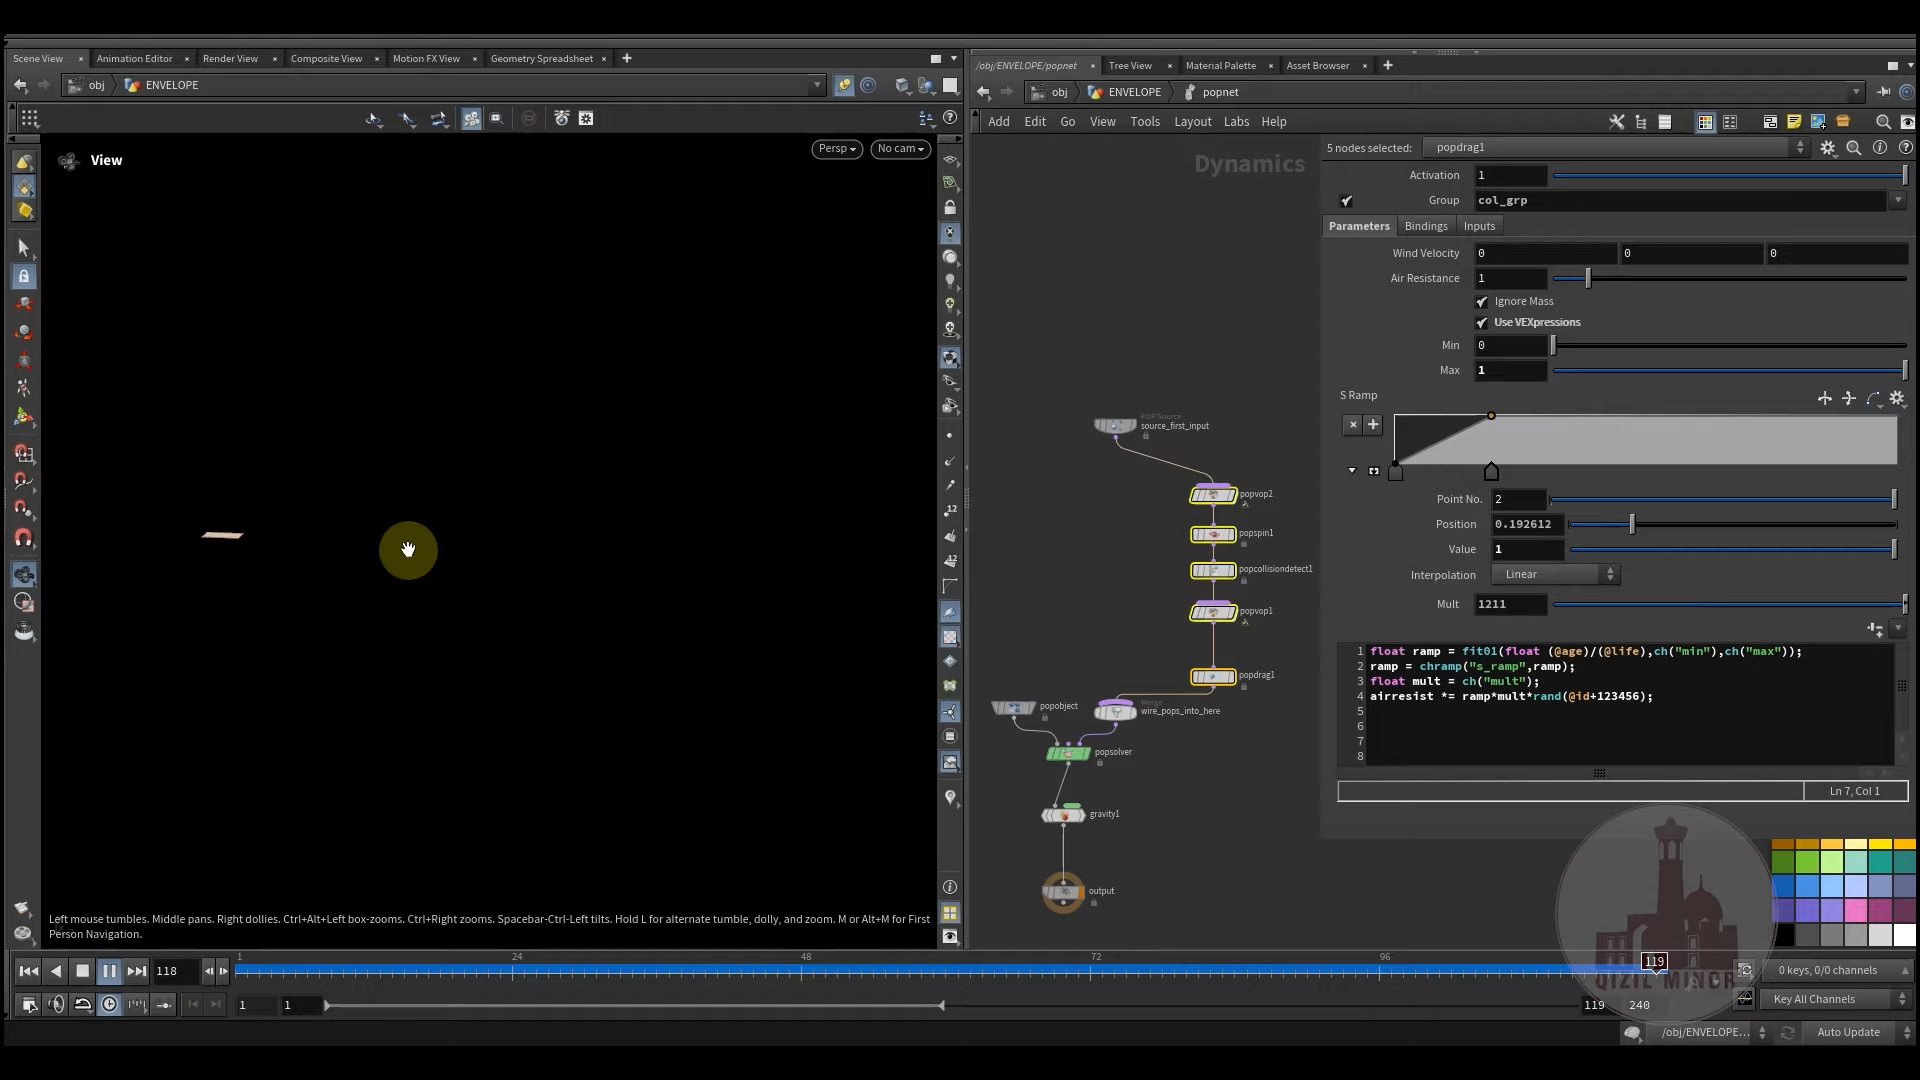 Scene View
Animation Editor
Render View
Composite View
Motion FX View
Geometry Spreadsheet
obj
ENVELOPE
View
Persp
No cam
Left mouse tumbles. Middle pans. Right dollies. Ctrl+Alt+Left box-zooms. Ctrl+Right zooms. Spacebar-Ctrl-Left tilts. Hold L for alternate tumble, dolly, and zoom. M or Alt+M for First
Person Navigation.
/obj/ENVELOPE/popnet
Tree View
Material Palette
Asset Browser
obj
ENVELOPE
popnet
Add
Edit
Go
View
Tools
Layout
Labs
Help
Dynamics
POP Source
source_first_input
popvop2
popspin1
popcollisiondetect1
popvop1
popdrag1
popobject
Merge
wire_pops_into_here
popsolver
gravity1
output
5 nodes selected:
popdrag1
Activation
1
Group
col_grp
Parameters
Bindings
Inputs
Wind Velocity
0
0
0
Air Resistance
1
Ignore Mass
Use VEXpressions
Min
0
Max
1
S Ramp
Point No.
2
Position
0.192612
Value
1
Interpolation
Linear
Mult
1211
1 float ramp = fit01(float (@age)/(@life),ch("min"),ch("max"));
2 ramp = chramp("s_ramp",ramp);
3 float mult = ch("mult");
4 airresist *= ramp*mult*rand(@id+123456);
5
6
7
8
Ln 7, Col 1
QIZIL MINOR
118
1
24
48
72
96
119
1
1
119
240
0 keys, 0/0 channels
Key All Channels
/obj/ENVELOPE...
Auto Update
12
12